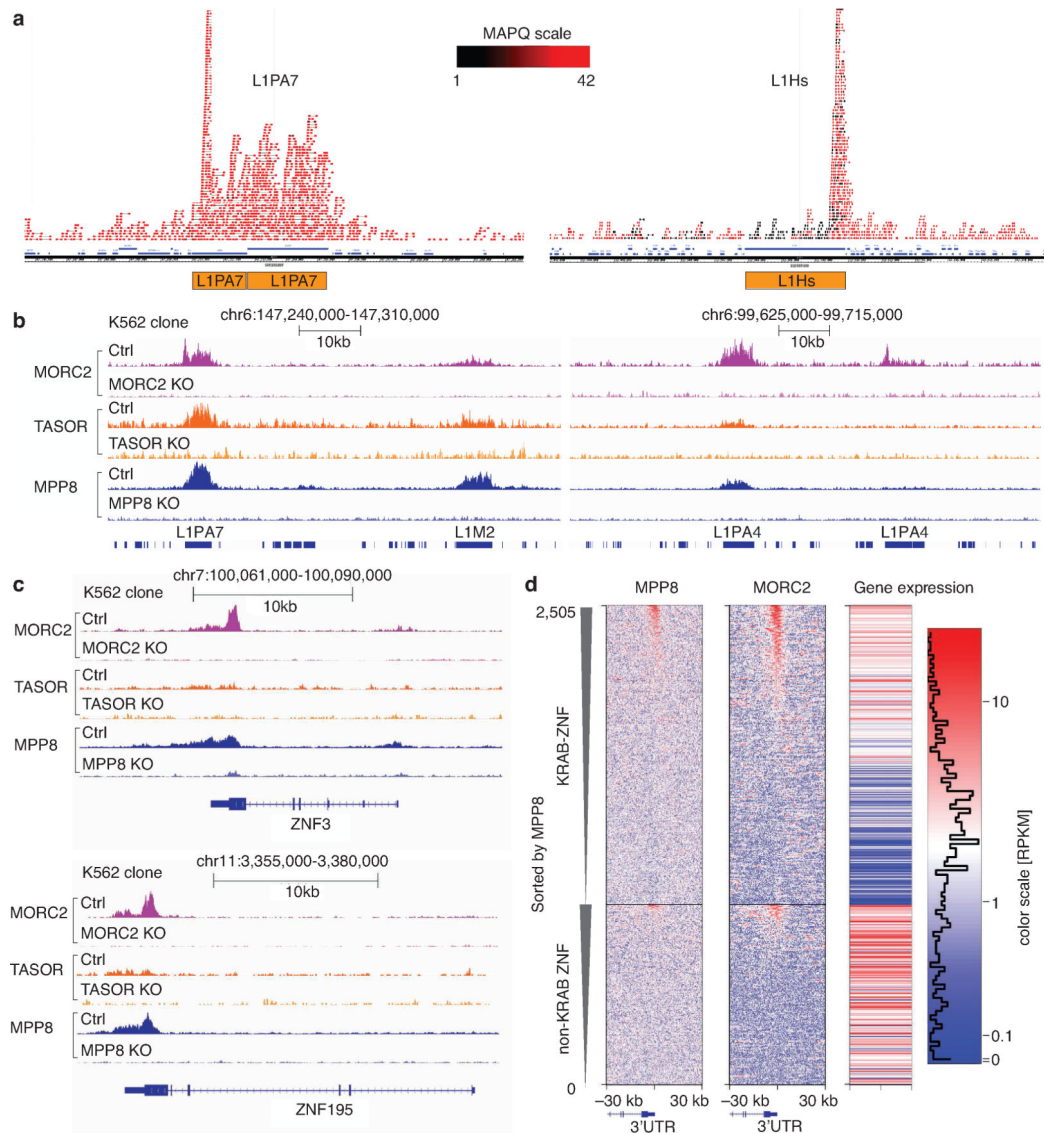 a
MAPQ scale
1 42
L1PA7
L1Hs
L1PA7 L1PA7
L1Hs
b
K562 clone
chr6:147,240,000-147,310,000
10kb
chr6:99,625,000-99,715,000
10kb
MORC2
Ctrl
MORC2 KO
TASOR
Ctrl
TASOR KO
MPP8
Ctrl
MPP8 KO
L1PA7 L1M2
L1PA4 L1PA4
c
chr7:100,061,000-100,090,000
K562 clone
10kb
MORC2
Ctrl
MORC2 KO
TASOR
Ctrl
TASOR KO
MPP8
Ctrl
MPP8 KO
ZNF3
chr11:3,355,000-3,380,000
K562 clone
10kb
MORC2
Ctrl
MORC2 KO
TASOR
Ctrl
TASOR KO
MPP8
Ctrl
MPP8 KO
ZNF195
d
MPP8 MORC2 Gene expression
2,505
KRAB-ZNF
Sorted by MPP8
non-KRAB ZNF
0
−30 kb 30 kb
3'UTR
−30 kb 30 kb
3'UTR
10
1
0.1
0
color scale [RPKM]